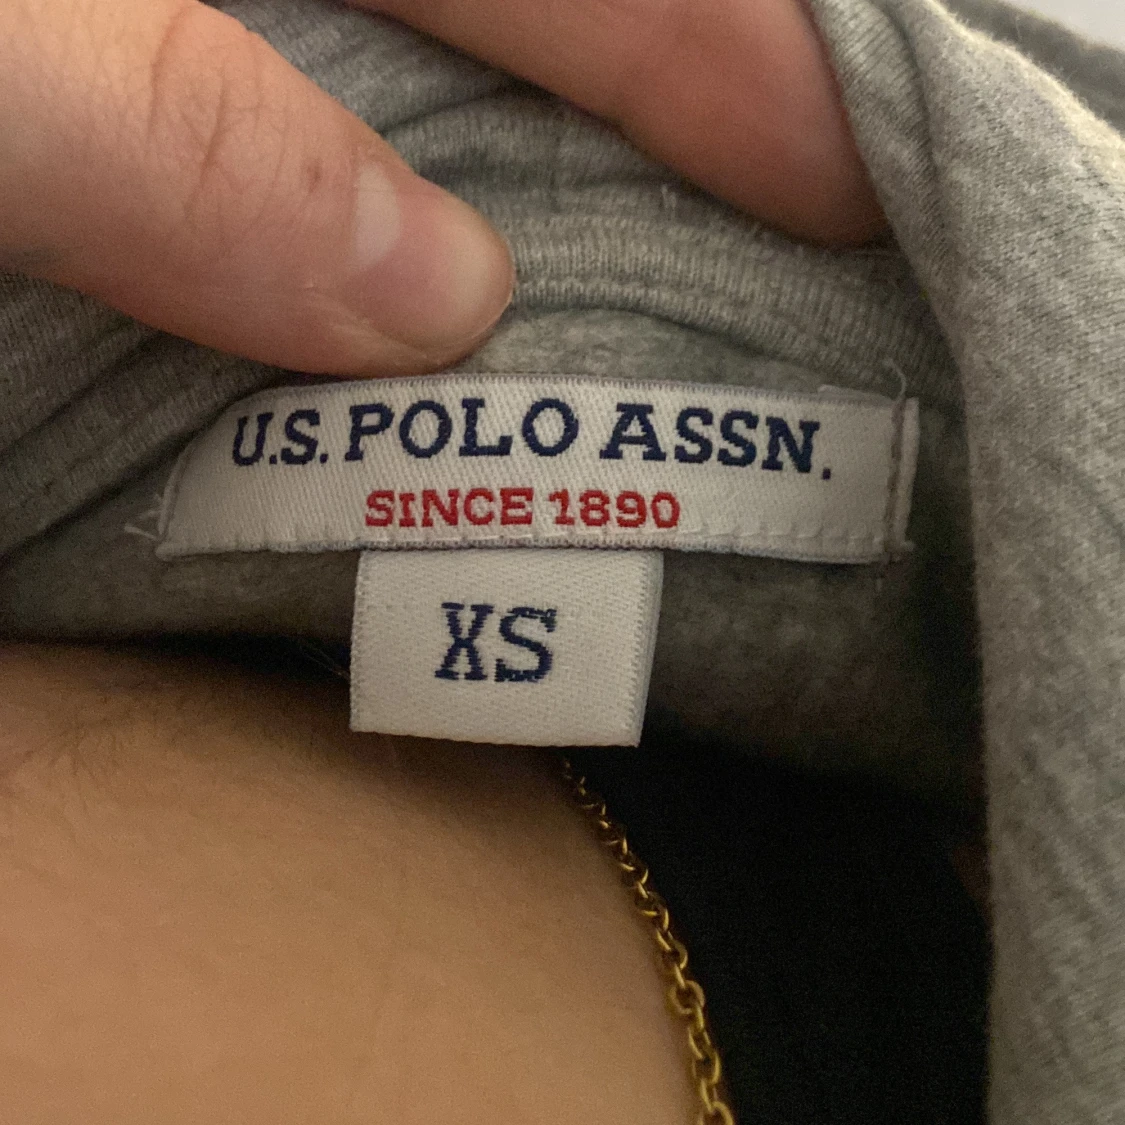 U.S. POLO ASSN.
SINCE 1890
XS